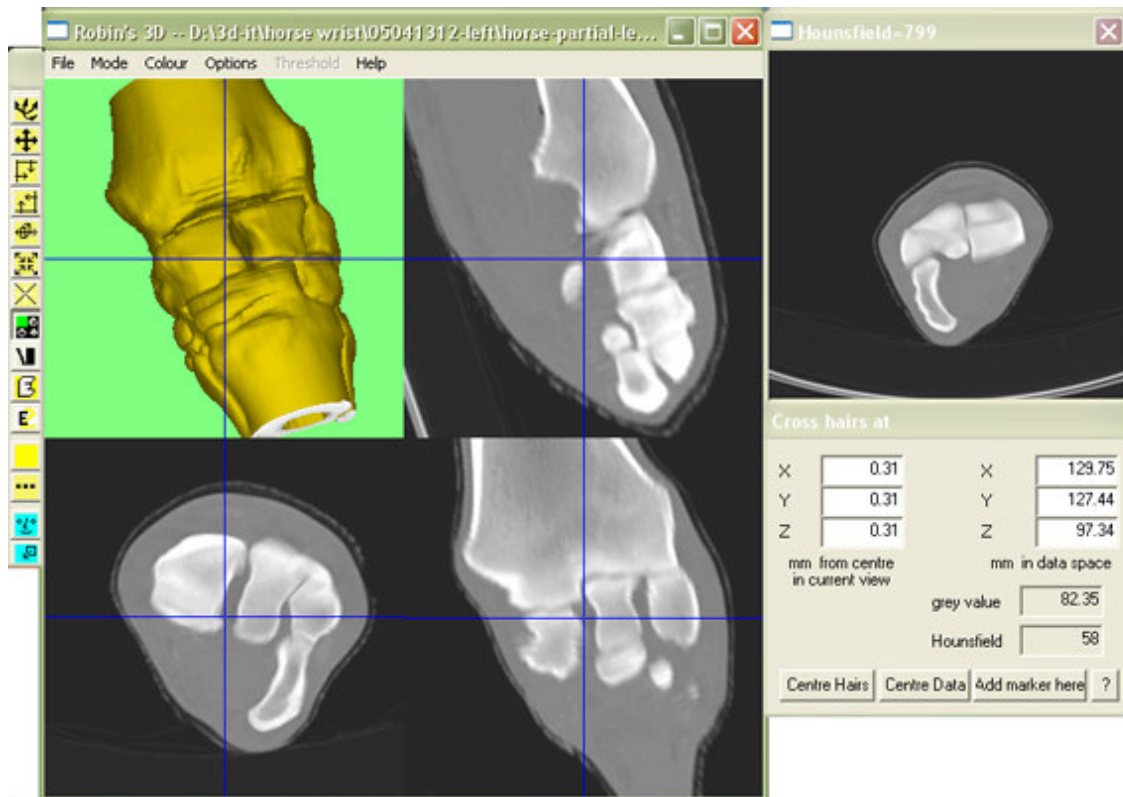 Robin's 3D -- D:\3d-it\horse wrist\05041312-left\horse-partial-le...
File Mode Colour Options Threshold Help
Hounsfield=799
Cross hairs at
X 0.31 X 129.75
Y 0.31 Y 127.44
Z 0.31 Z 97.34
mm from centre mm in data space
in current view
grey value 82.35
Hounsfield 58
Centre Hairs Centre Data Add marker here ?
E?